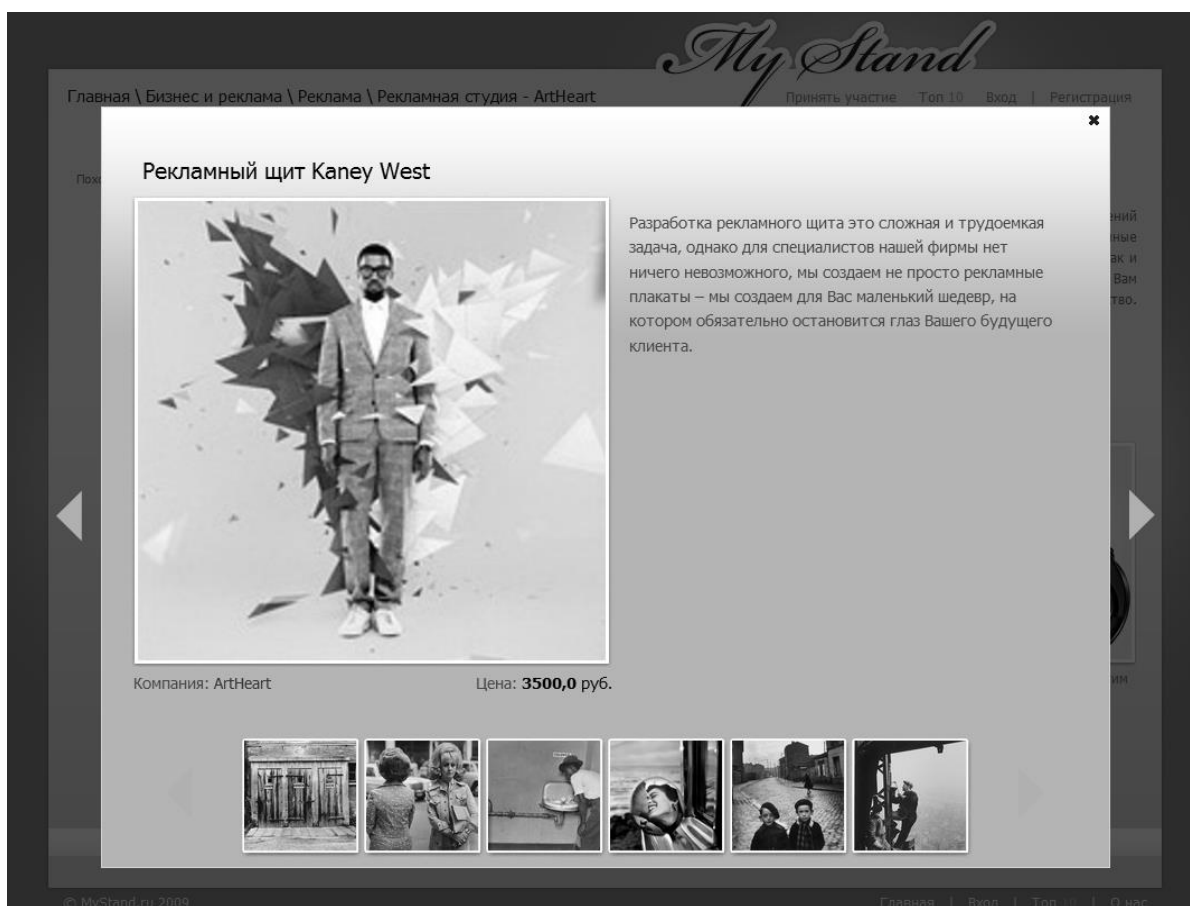 My Stand
Главная \ Бизнес и реклама \ Реклама \ Рекламная студия - ArtHeart
Принять участие Топ 10 Вход | Регистрация
Рекламный щит Kaney West
Разработка рекламного щита это сложная и трудоемкая
задача, однако для специалистов нашей фирмы нет
ничего невозможного, мы создаем не просто рекламные
плакаты – мы создаем для Вас маленький шедевр, на
котором обязательно остановится глаз Вашего будущего
клиента.
Вам
Компания: ArtHeart Цена: 3500,0 руб.
© MyStand.ru 2009 Главная | Вход | Топ 10 | О нас